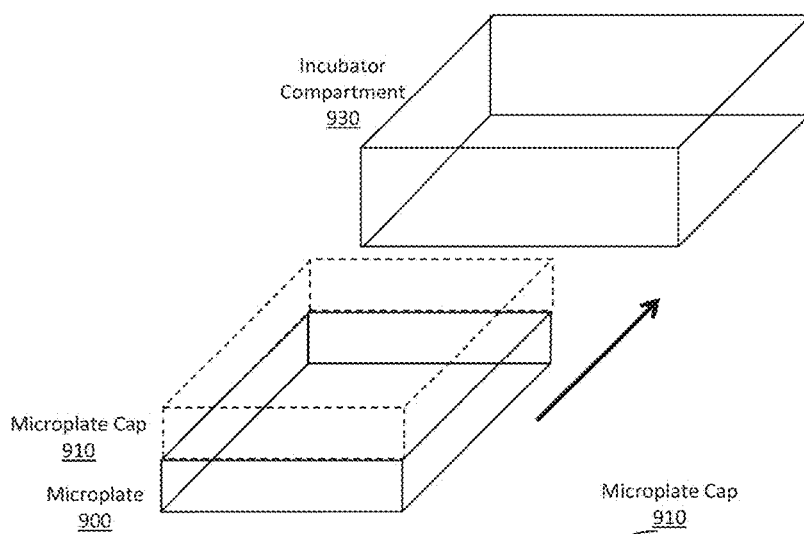 Incubator
Compartment
930
Microplate Cap
910
Microplate
900
Microplate Cap
910